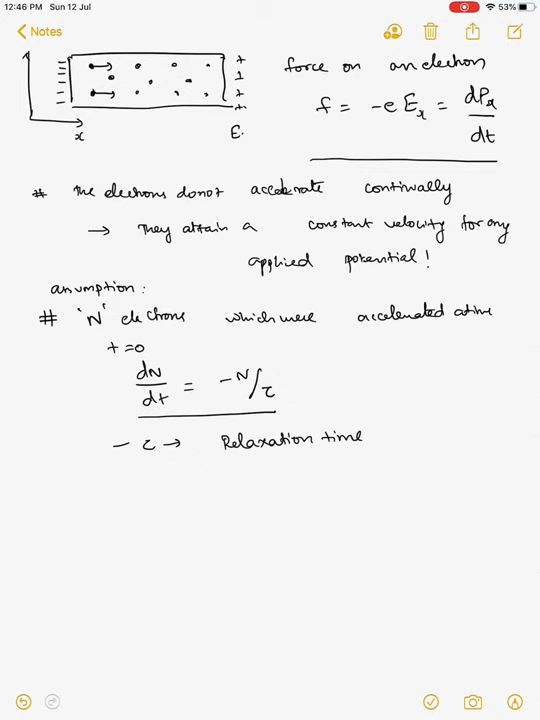 12:46 PM Sun 12 Jul 53%
Notes
force on an electron
f = -e Eₓ = dPₓ/dt
x
E.
# The electrons donot accelerate continually
→ They attain a constant velocity for any
applied potential!
assumption:
# 'N' electrons which were accelerated a time
t=0
dN/dt = -N/τ
- τ → Relaxation time